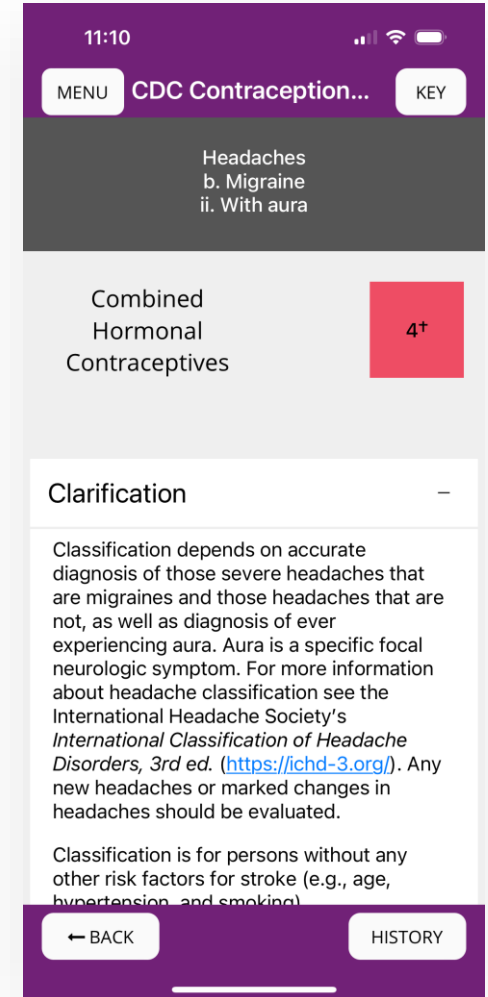 11:10
MENU CDC Contraception... KEY
Headaches
b. Migraine
ii. With aura
Combined
Hormonal
Contraceptives
4†
Clarification
Classification depends on accurate
diagnosis of those severe headaches that
are migraines and those headaches that are
not, as well as diagnosis of ever
experiencing aura. Aura is a specific focal
neurologic symptom. For more information
about headache classification see the
International Headache Society's
International Classification of Headache
Disorders, 3rd ed. (https://ichd-3.org/). Any
new headaches or marked changes in
headaches should be evaluated.
Classification is for persons without any
other risk factors for stroke (e.g., age,
hypertension, and smoking)
BACK HISTORY